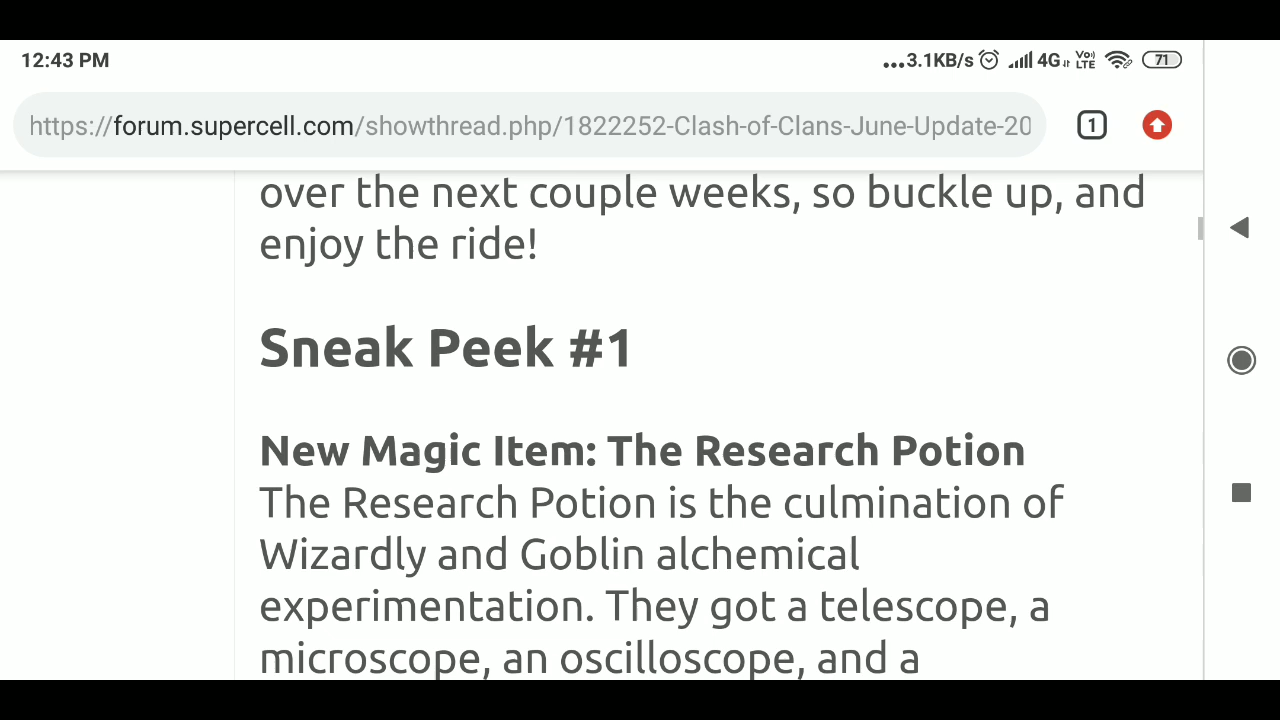 12:43 PM
...3.1KB/s 4G Vo) LTE 71
https://forum.supercell.com/showthread.php/1822252-Clash-of-Clans-June-Update-20
1
over the next couple weeks, so buckle up, and
enjoy the ride!
Sneak Peek #1
New Magic Item: The Research Potion
The Research Potion is the culmination of
Wizardly and Goblin alchemical
experimentation. They got a telescope, a
microscope, an oscilloscope, and a